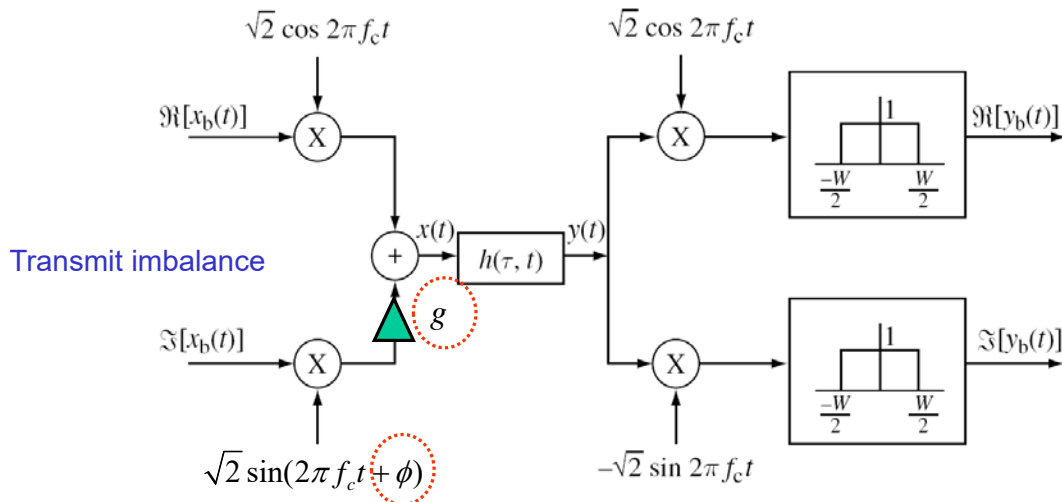 √2 cos 2πf_c t
√2 cos 2πf_c t
ℜ[x_b(t)]
X
X
1
−W/2
W/2
ℜ[y_b(t)]
Transmit imbalance
+
x(t)
h(τ, t)
y(t)
g
ℑ[x_b(t)]
X
X
1
−W/2
W/2
ℑ[y_b(t)]
√2 sin(2πf_c t + ϕ)
−√2 sin 2πf_c t